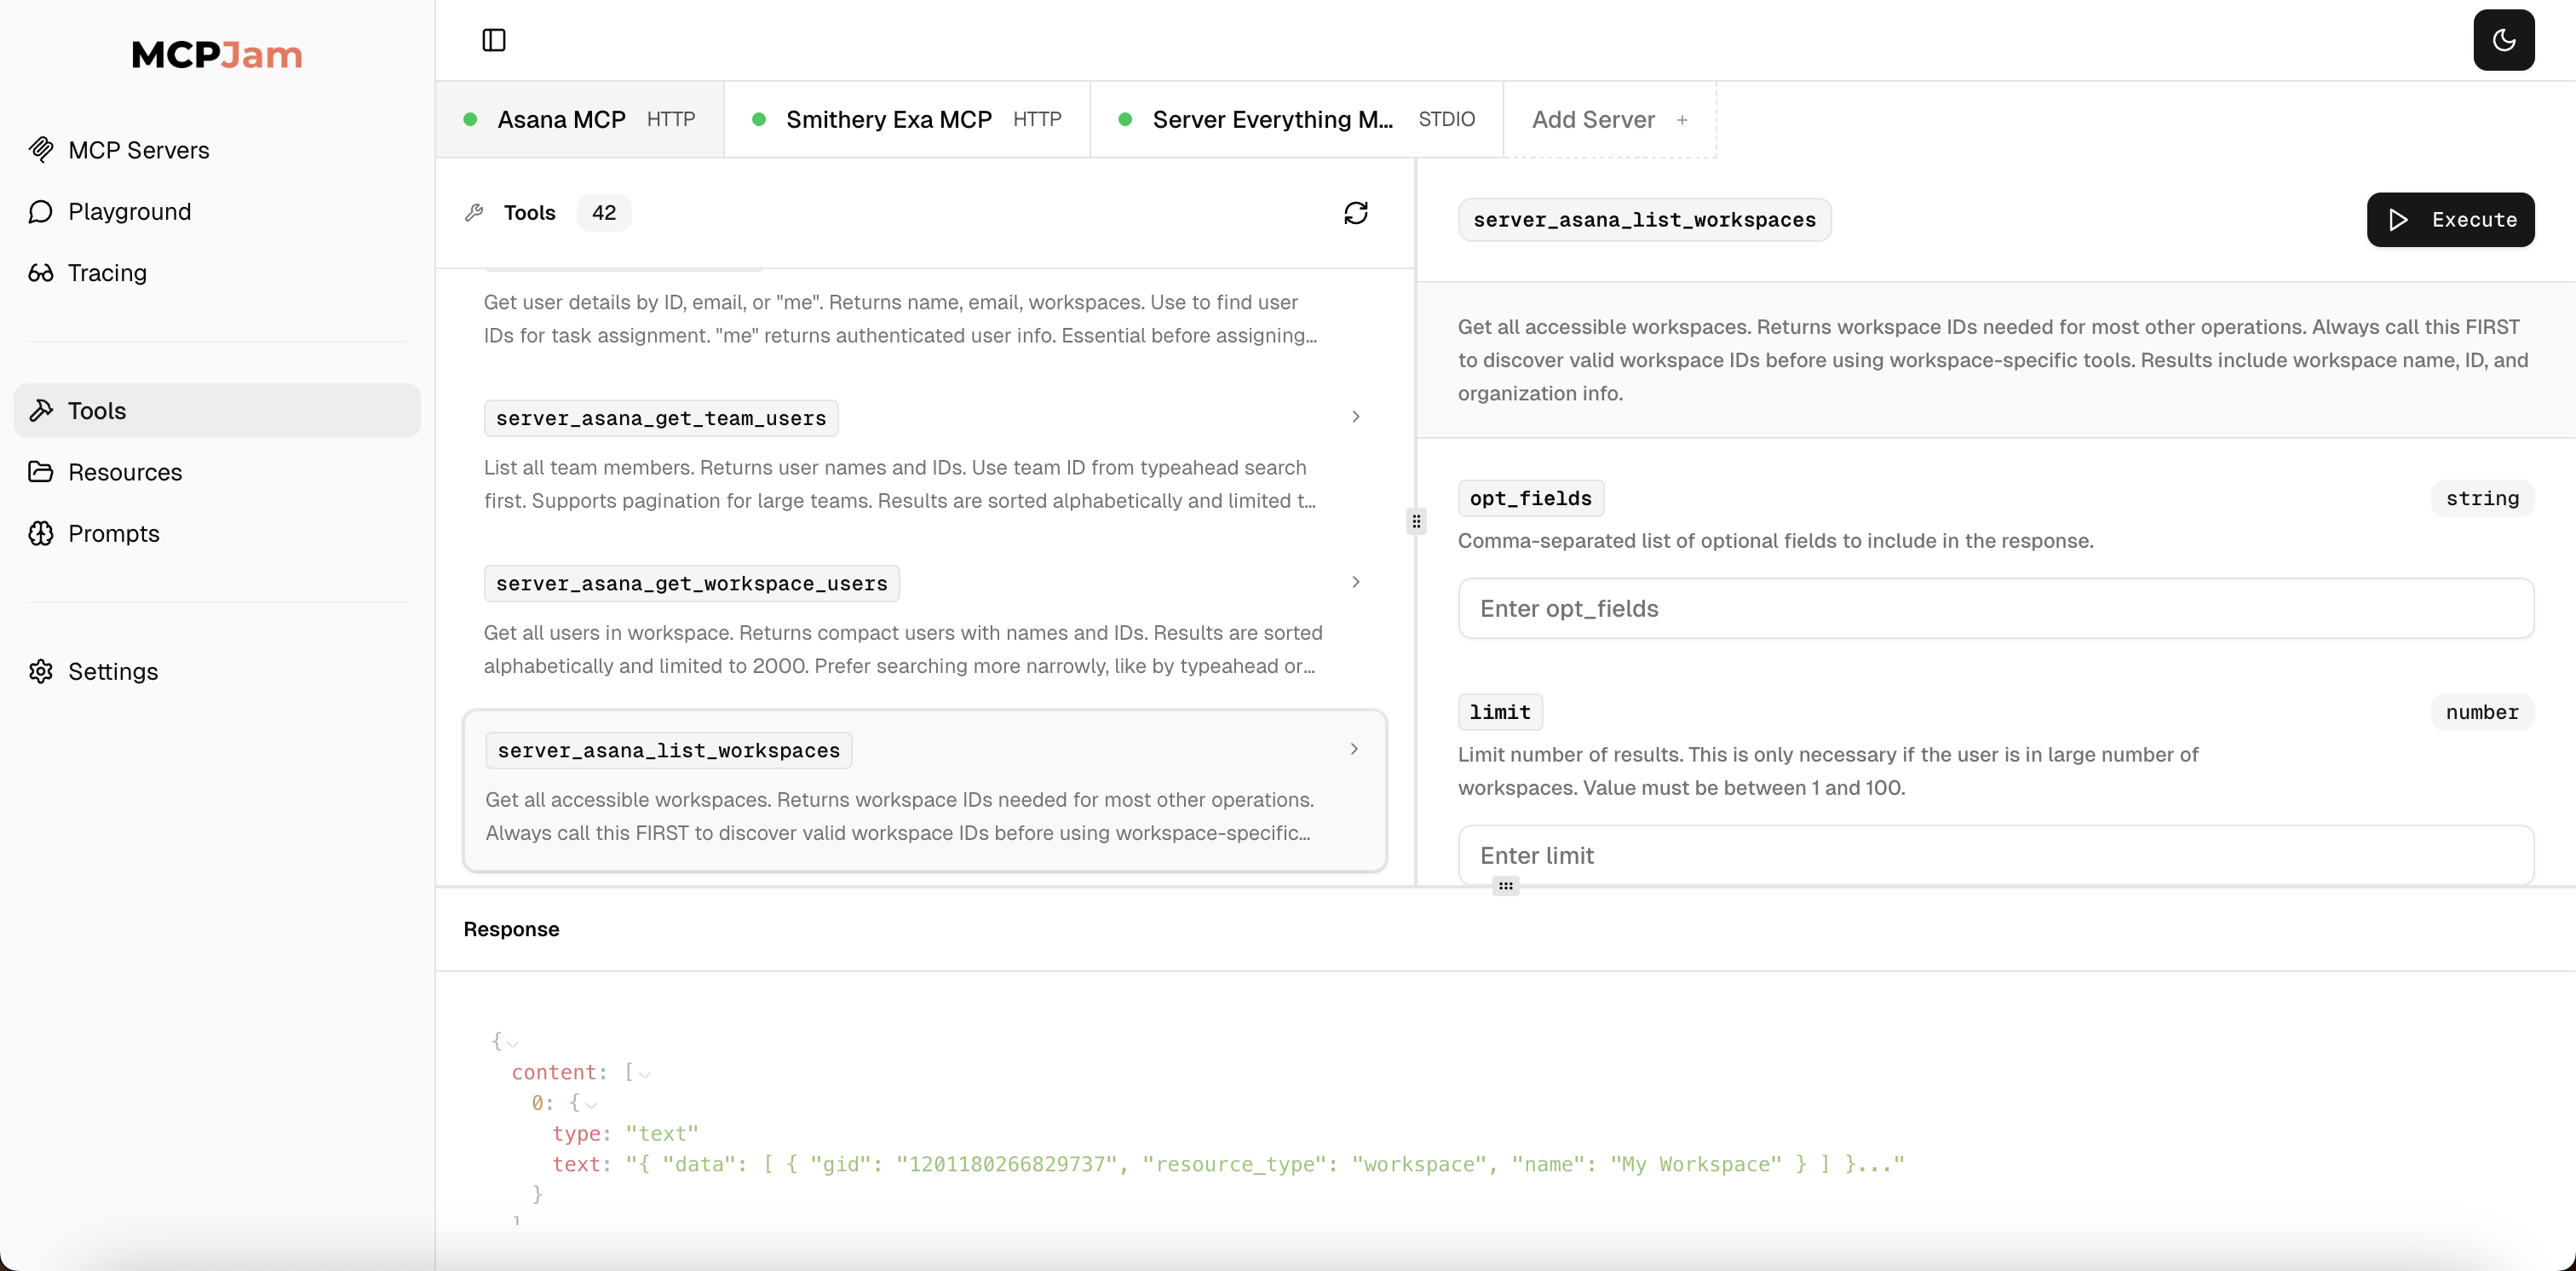 MCPJam
MCP Servers
Playground
Tracing
Tools
Resources
Prompts
Settings
Asana MCP HTTP
Smithery Exa MCP HTTP
Server Everything M... STDIO
Add Server +
Tools 42
Get user details by ID, email, or "me". Returns name, email, workspaces. Use to find user
IDs for task assignment. "me" returns authenticated user info. Essential before assigning...
server_asana_get_team_users
List all team members. Returns user names and IDs. Use team ID from typeahead search
first. Supports pagination for large teams. Results are sorted alphabetically and limited t...
server_asana_get_workspace_users
Get all users in workspace. Returns compact users with names and IDs. Results are sorted
alphabetically and limited to 2000. Prefer searching more narrowly, like by typeahead or...
server_asana_list_workspaces
Get all accessible workspaces. Returns workspace IDs needed for most other operations.
Always call this FIRST to discover valid workspace IDs before using workspace-specific...
server_asana_list_workspaces
Execute
Get all accessible workspaces. Returns workspace IDs needed for most other operations. Always call this FIRST
to discover valid workspace IDs before using workspace-specific tools. Results include workspace name, ID, and
organization info.
opt_fields string
Comma-separated list of optional fields to include in the response.
Enter opt_fields
limit number
Limit number of results. This is only necessary if the user is in large number of
workspaces. Value must be between 1 and 100.
Enter limit
Response
{
content: [
0: {
type: "text"
text: "{ "data": [ { "gid": "1201180266829737", "resource_type": "workspace", "name": "My Workspace" } ] }..."
}
]